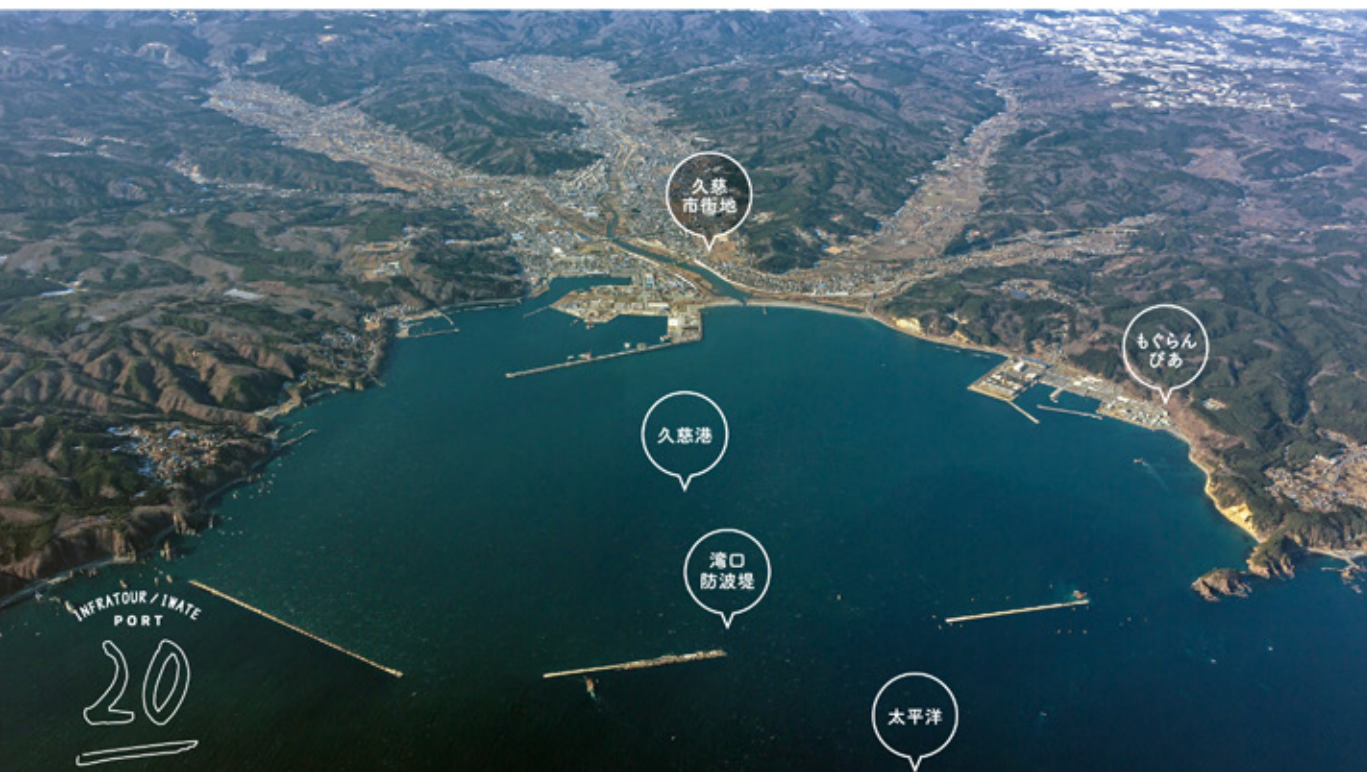 久慈
市街地
もぐらん
ぴあ
久慈港
湾口
防波堤
INFRATOUR / IWATE
PORT
20
太平洋